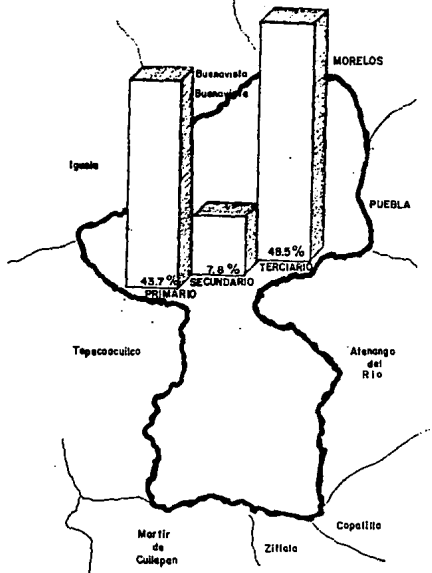 Buenavista
Buenavista
MORELOS
Iguala
PUEBLA
48.5 %
TERCIARIO
7.8 %
SECUNDARIO
43.7 %
PRIMARIO
Tepecoacuilco
Atenango
del
Río
Copalillo
Martir
de
Cuilapan
Zitlala